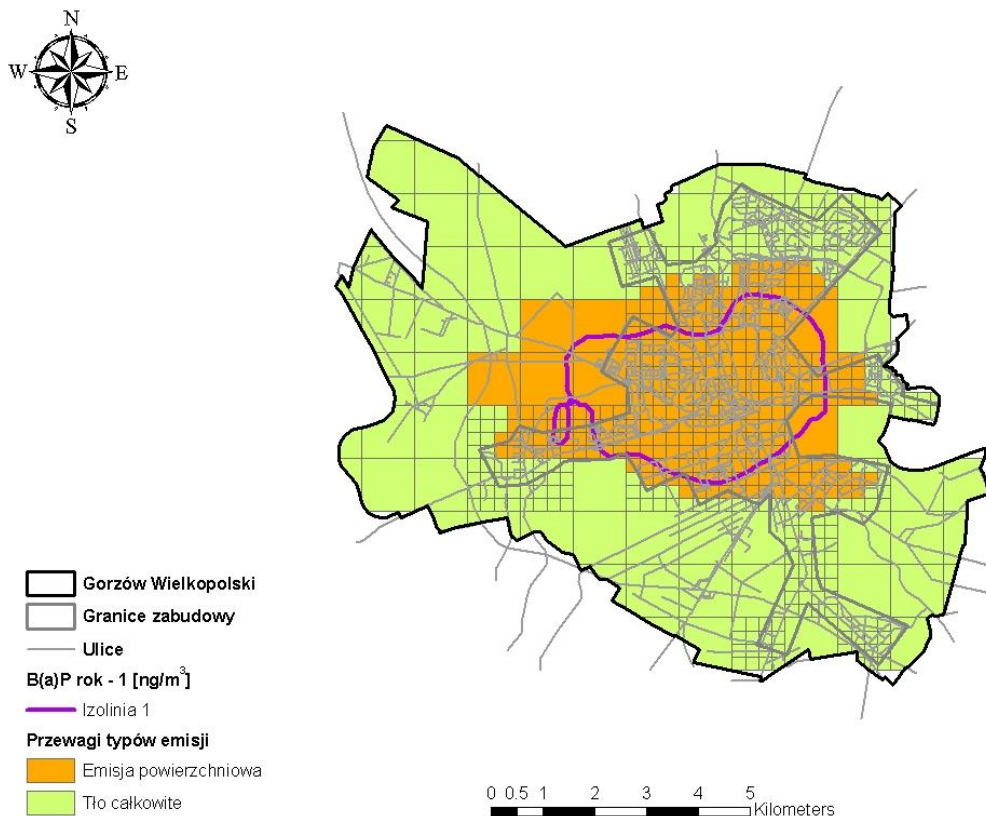 N
W E
S
Gorzów Wielkopolski
Granice zabudowy
Ulice
B(a)P rok - 1 [ng/m³]
Izolinia 1
Przewagi typów emisji
Emisja powierzchniowa
Tło całkowite
0 0.5 1 2 3 4 5
Kilometers